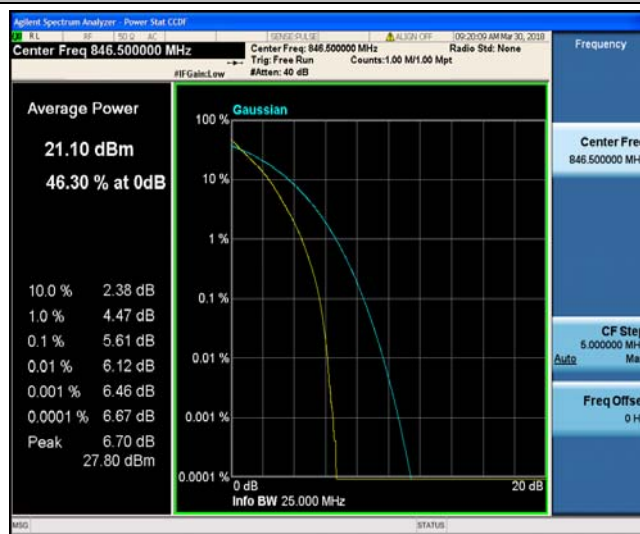 Agilent Spectrum Analyzer - Power Stat CCDF
RL RF 50 Ω AC SENSE:PULSE ALIGN OFF 09:20:09 AM Mar 30, 2018
Center Freq 846.500000 MHz
Center Freq: 846.500000 MHz Radio Std: None
Trig: Free Run Counts:1.00 M/1.00 Mpt
#IFGain:Low #Atten: 40 dB
Frequency
Average Power
21.10 dBm
46.30 % at 0dB
10.0 % 2.38 dB
1.0 % 4.47 dB
0.1 % 5.61 dB
0.01 % 6.12 dB
0.001 % 6.46 dB
0.0001 % 6.67 dB
Peak 6.70 dB
27.80 dBm
Gaussian
100 %
10 %
1 %
0.1 %
0.01 %
0.001 %
0.0001 %
0 dB 20 dB
Info BW 25.000 MHz
Center Fre
846.500000 MH
CF Step
5.000000 MH
Auto Ma
Freq Offse
0 H
MSG STATUS